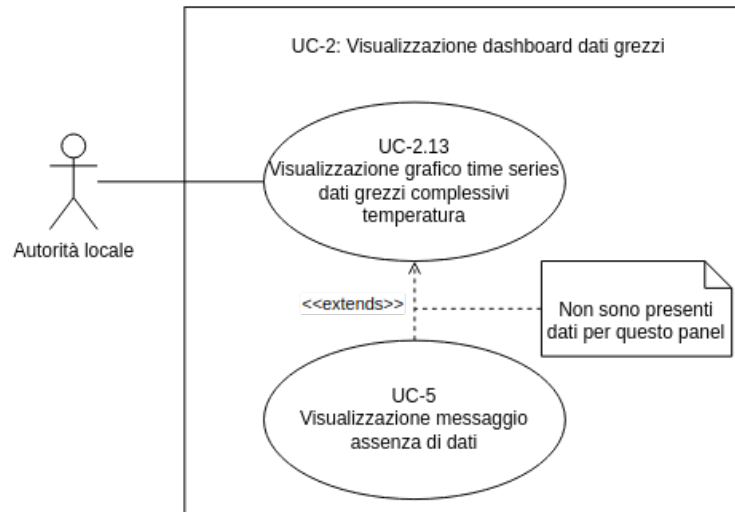 UC-2: Visualizzazione dashboard dati grezzi
UC-2.13
Visualizzazione grafico time series
dati grezzi complessivi
temperatura
Autorità locale
<<extends>>
Non sono presenti
dati per questo panel
UC-5
Visualizzazione messaggio
assenza di dati